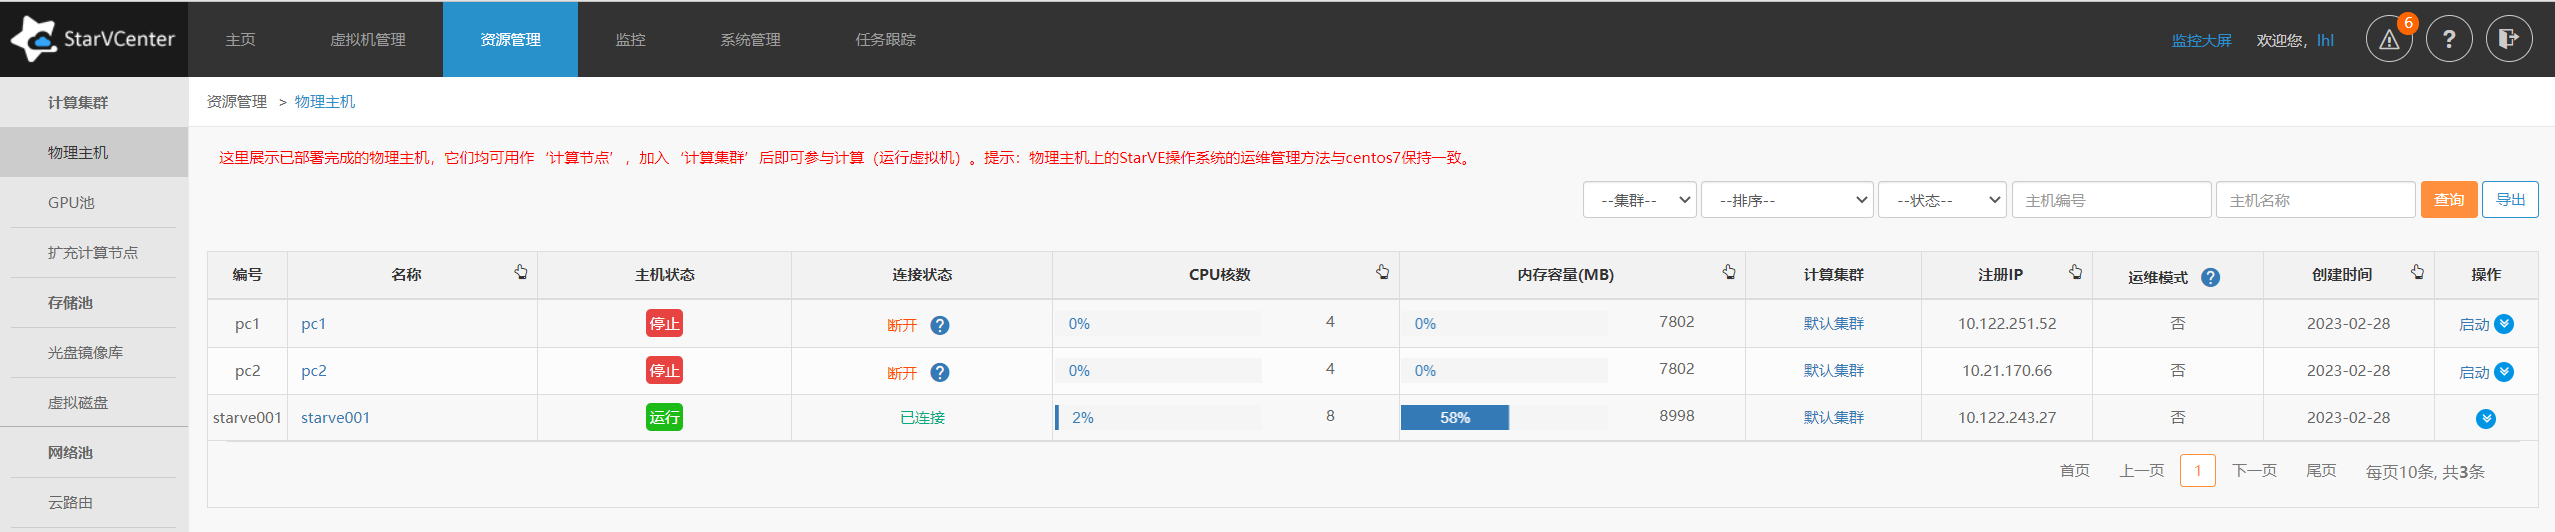 StarVCenter 主页 虚拟机管理 资源管理 监控 系统管理 任务跟踪 监控大屏 欢迎您，lhl 6
计算集群
物理主机
GPU池
扩充计算节点
存储池
光盘镜像库
虚拟磁盘
网络池
云路由
资源管理 > 物理主机
这里展示已部署完成的物理主机，它们均可用作‘计算节点’，加入‘计算集群’后即可参与计算（运行虚拟机）。提示：物理主机上的StarVE操作系统的运维管理方法与centos7保持一致。
--集群-- --排序-- --状态-- 主机编号 主机名称 查询 导出
编号 名称 主机状态 连接状态 CPU核数 内存容量(MB) 计算集群 注册IP 运维模式 ? 创建时间 操作
pc1 pc1 停止 断开 ? 0% 4 0% 7802 默认集群 10.122.251.52 否 2023-02-28 启动
pc2 pc2 停止 断开 ? 0% 4 0% 7802 默认集群 10.21.170.66 否 2023-02-28 启动
starve001 starve001 运行 已连接 2% 8 58% 8998 默认集群 10.122.243.27 否 2023-02-28
首页 上一页 1 下一页 尾页 每页10条, 共3条